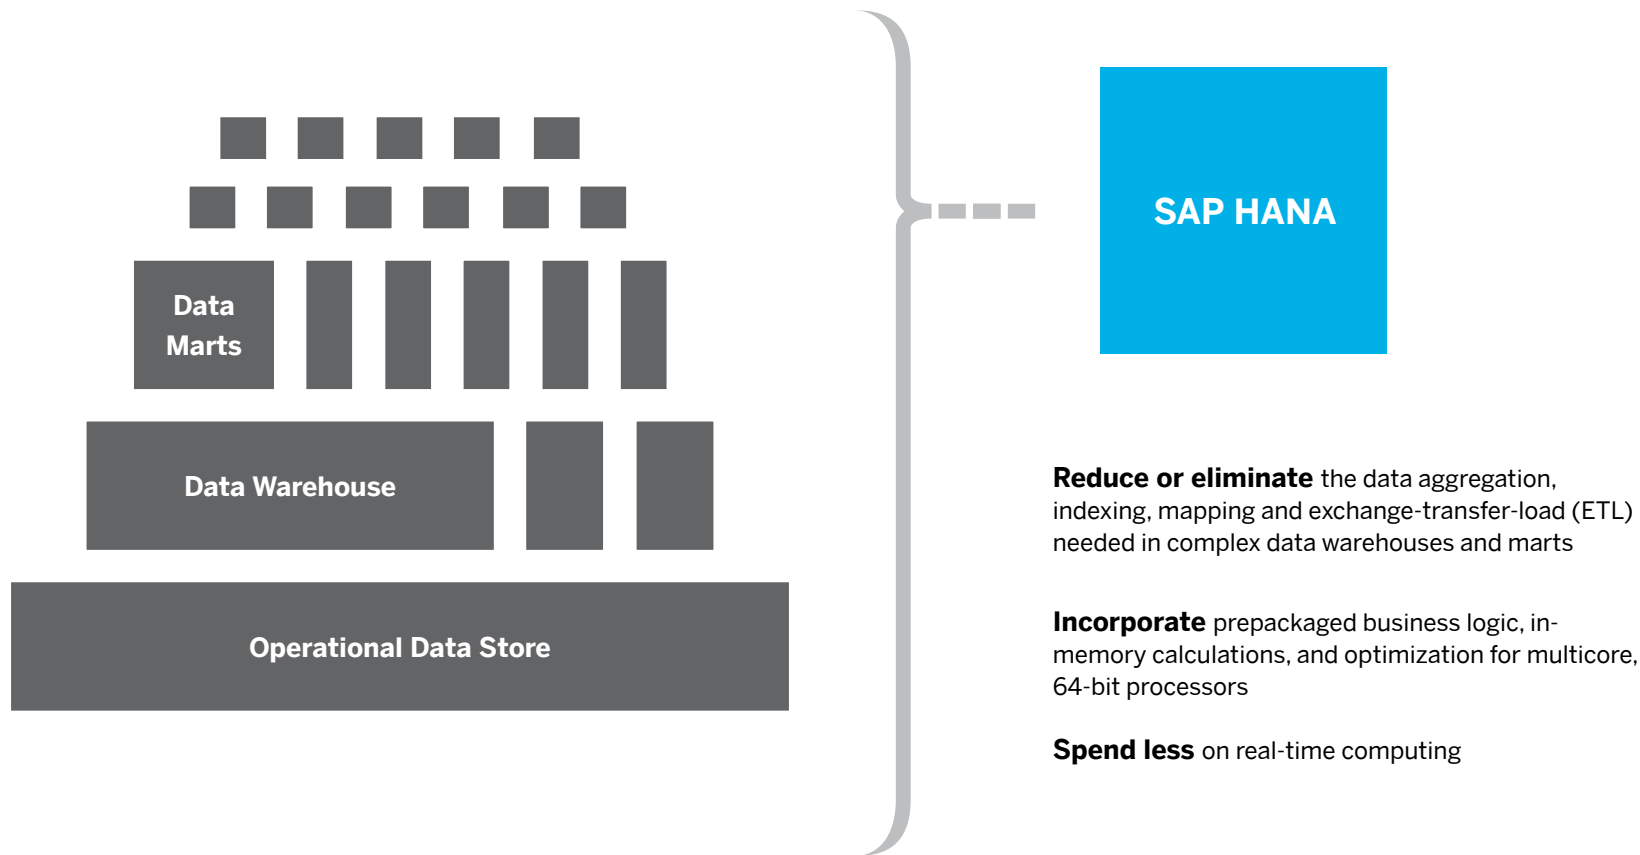 Data
Marts
Data Warehouse
Operational Data Store
SAP HANA
Reduce or eliminate the data aggregation,
indexing, mapping and exchange-transfer-load (ETL)
needed in complex data warehouses and marts
Incorporate prepackaged business logic, in-
memory calculations, and optimization for multicore,
64-bit processors
Spend less on real-time computing